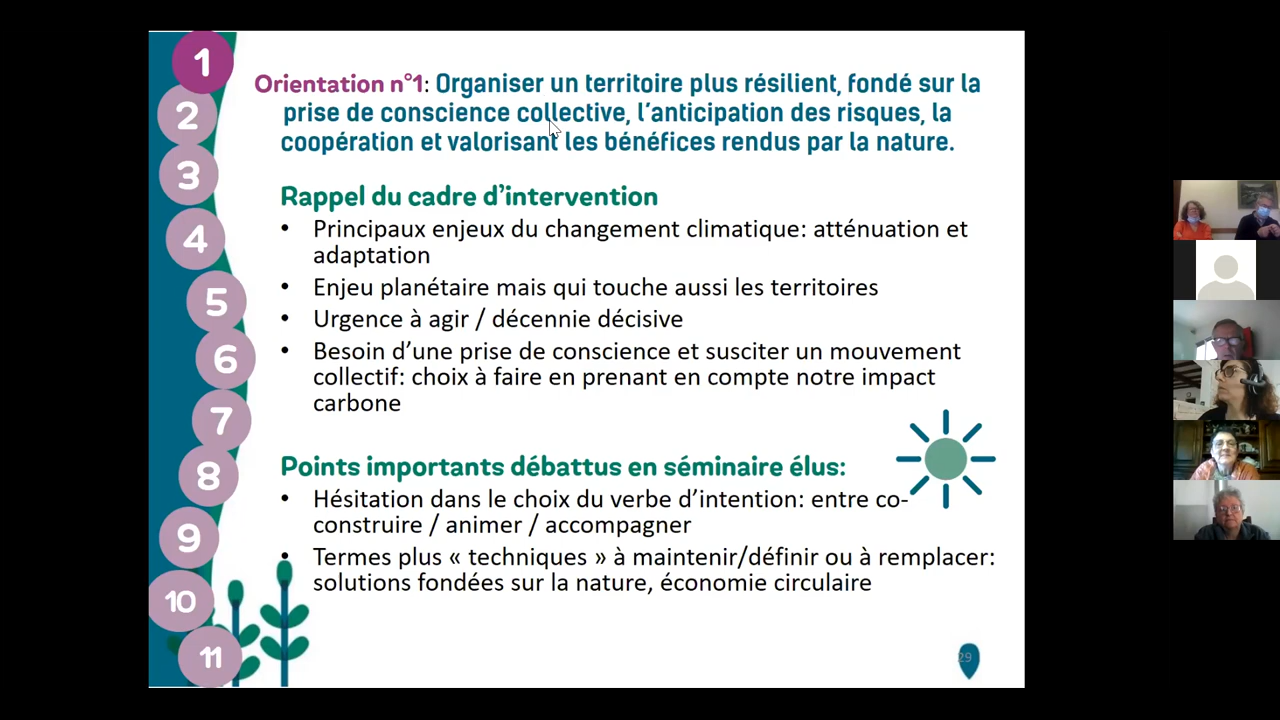 1
2
3
4
5
6
7
8
9
10
11
Orientation n°1: Organiser un territoire plus résilient, fondé sur la
prise de conscience collective, l'anticipation des risques, la
coopération et valorisant les bénéfices rendus par la nature.
Rappel du cadre d'intervention
• Principaux enjeux du changement climatique: atténuation et
adaptation
• Enjeu planétaire mais qui touche aussi les territoires
• Urgence à agir / décennie décisive
• Besoin d'une prise de conscience et susciter un mouvement
collectif: choix à faire en prenant en compte notre impact
carbone
Points importants débattus en séminaire élus:
• Hésitation dans le choix du verbe d'intention: entre co-
construire / animer / accompagner
• Termes plus « techniques » à maintenir/définir ou à remplacer:
solutions fondées sur la nature, économie circulaire
29